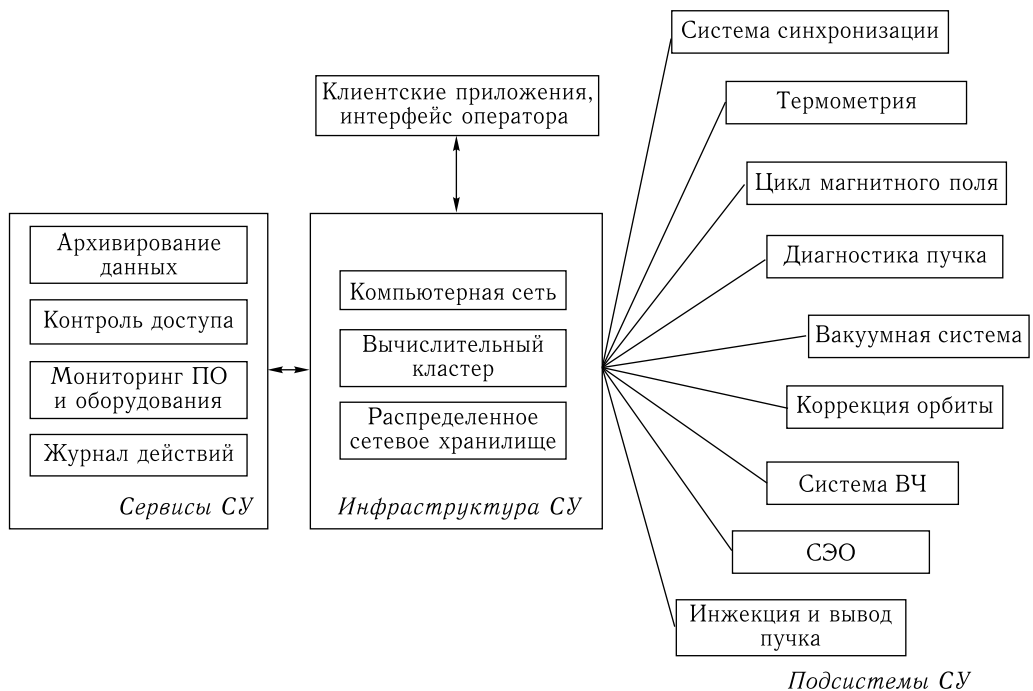 Система синхронизации
Клиентские приложения,
интерфейс оператора
Термометрия
Цикл магнитного поля
Архивирование
данных
Контроль доступа
Мониторинг ПО
и оборудования
Журнал действий
Сервисы СУ
Компьютерная сеть
Вычислительный
кластер
Распределенное
сетевое хранилище
Инфраструктура СУ
Диагностика пучка
Вакуумная система
Коррекция орбиты
Система ВЧ
СЭО
Инжекция и вывод
пучка
Подсистемы СУ